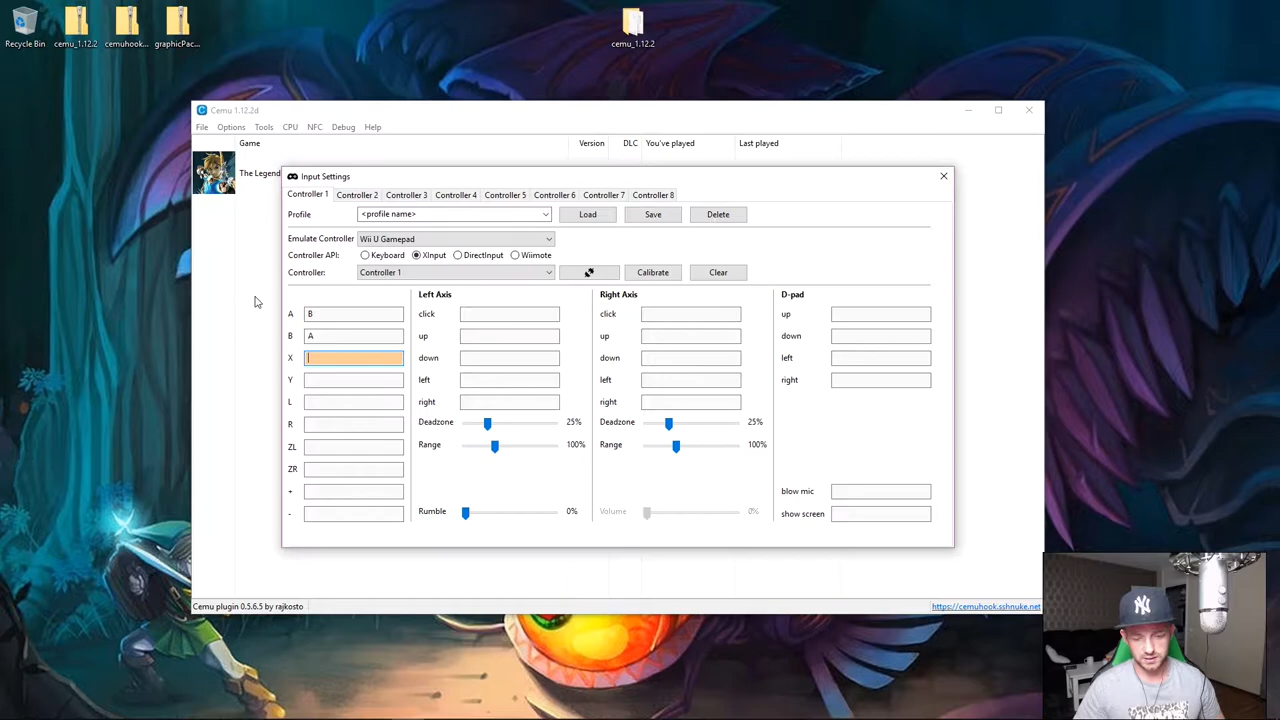 Recycle Bin
cemu_1.12.2
cemuhook...
graphicPac...
cemu_1.12.2
Cemu 1.12.2d
File Options Tools CPU NFC Debug Help
Game Version DLC You've played Last played
The Legend
Input Settings
Controller 1 Controller 2 Controller 3 Controller 4 Controller 5 Controller 6 Controller 7 Controller 8
Profile <profile name> Load Save Delete
Emulate Controller Wii U Gamepad
Controller API: Keyboard XInput DirectInput Wiimote
Controller: Controller 1 Calibrate Clear
Left Axis Right Axis D-pad
A B click click up
B A up up down
X down down left
Y left left right
L right right
R Deadzone 25% Deadzone 25%
ZL Range 100% Range 100%
ZR
+ blow mic
- Rumble 0% Volume 0% show screen
Cemu plugin 0.5.6.5 by rajkosto https://cemuhook.sshnuke.net